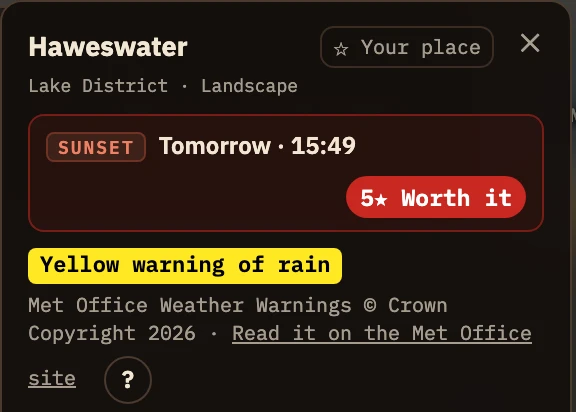 Haweswater
☆ Your place
Lake District · Landscape
SUNSET Tomorrow · 15:49
5★ Worth it
Yellow warning of rain
Met Office Weather Warnings © Crown
Copyright 2026 · Read it on the Met Office
site ?